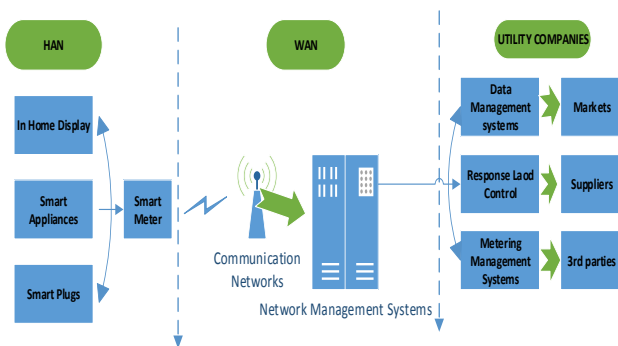 HAN
WAN
UTILITY COMPANIES
In Home Display
Smart
Appliances
Smart Plugs
Smart
Meter
Communication
Networks
Network Management Systems
Data
Management
systems
Markets
Response Laod
Control
Suppliers
Metering
Management
Systems
3rd parties